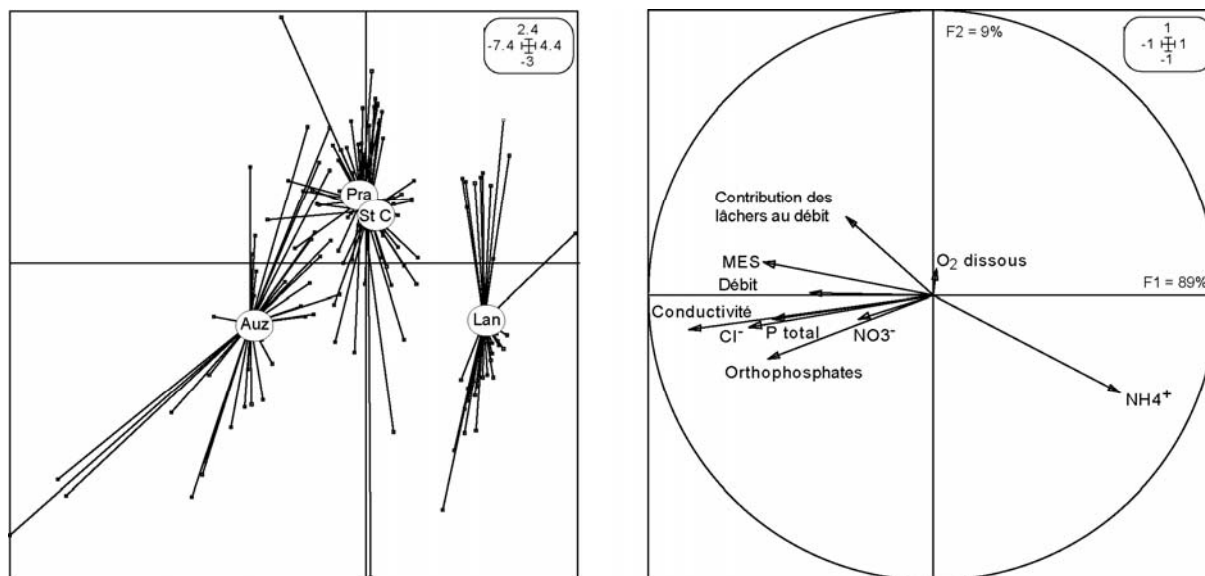 2.4
-7.4 4.4
-3
Pra
St C
Auz
Lan
F2 = 9%
1
-1 1
-1
Contribution des
lâchers au débit
MES
O2 dissous
Débit
F1 = 89%
Conductivité
Cl-
P total
NO3-
Orthophosphates
NH4+